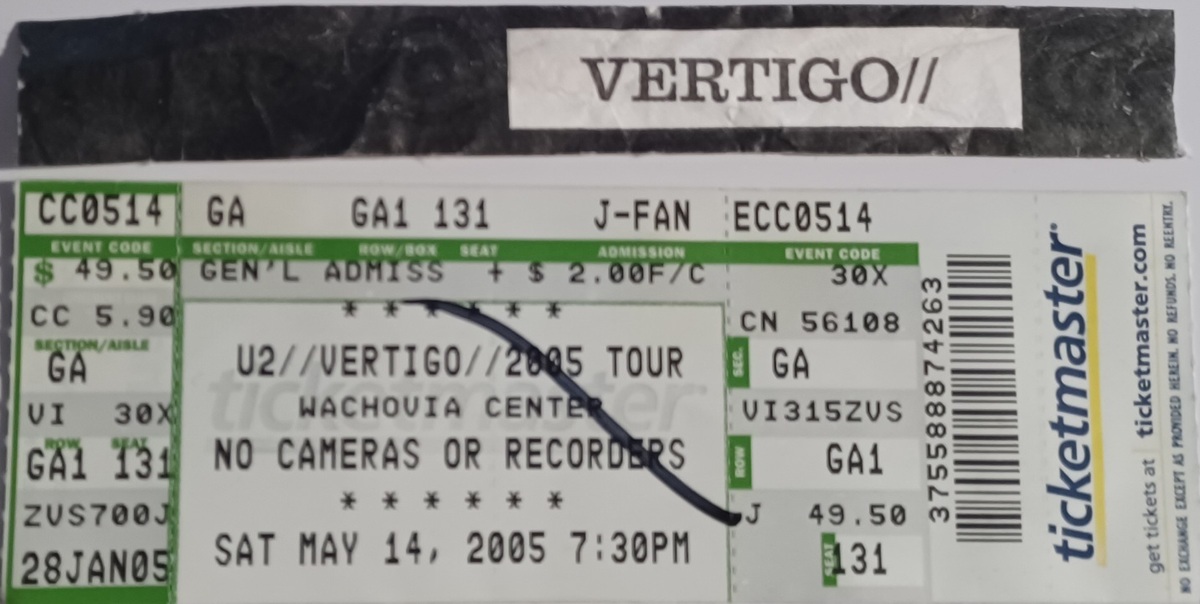 VERTIGO//
CC0514 GA GA1 131 J-FAN ECC0514
EVENT CODE SECTION/AISLE ROW/BOX SEAT ADMISSION EVENT CODE
$ 49.50 GEN'L ADMISS + $ 2.00F/C 30X
* * * * * *
CC 5.90 CN 56108
SECTION/AISLE
GA U2//VERTIGO//2005 TOUR SEC. GA
ticketmaster
WACHOVIA CENTER
VI 30X VI315ZVS
ROW SEAT
GA1 131 NO CAMERAS OR RECORDERS ROW GA1
* * * * * *
ZVS700J J 49.50
28JAN05 SAT MAY 14, 2005 7:30PM SEAT 131
3755888874263
ticketmaster
get tickets at ticketmaster.com
NO EXCHANGE EXCEPT AS PROVIDED HEREIN. NO REFUNDS. NO REENTRY.